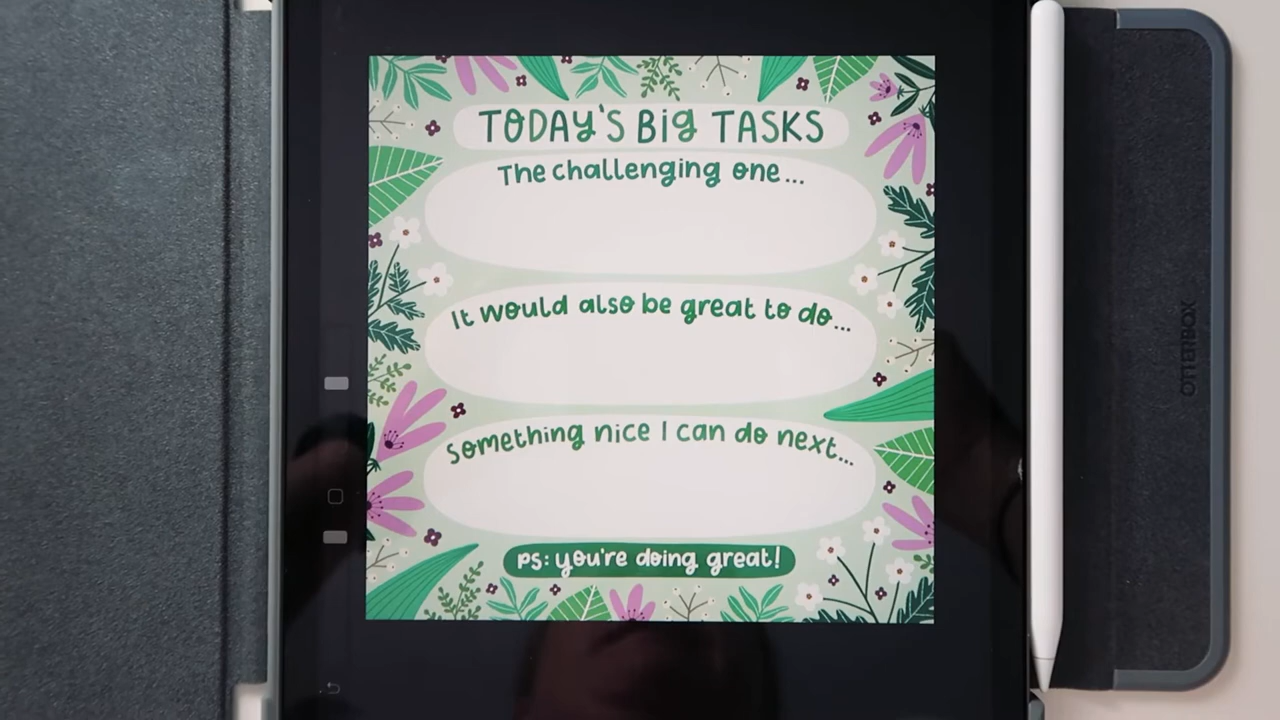 TODAY'S BIG TASKS
The challenging one...
It would also be great to do...
Something nice I can do next...
PS: you're doing great!
OTTERBOX